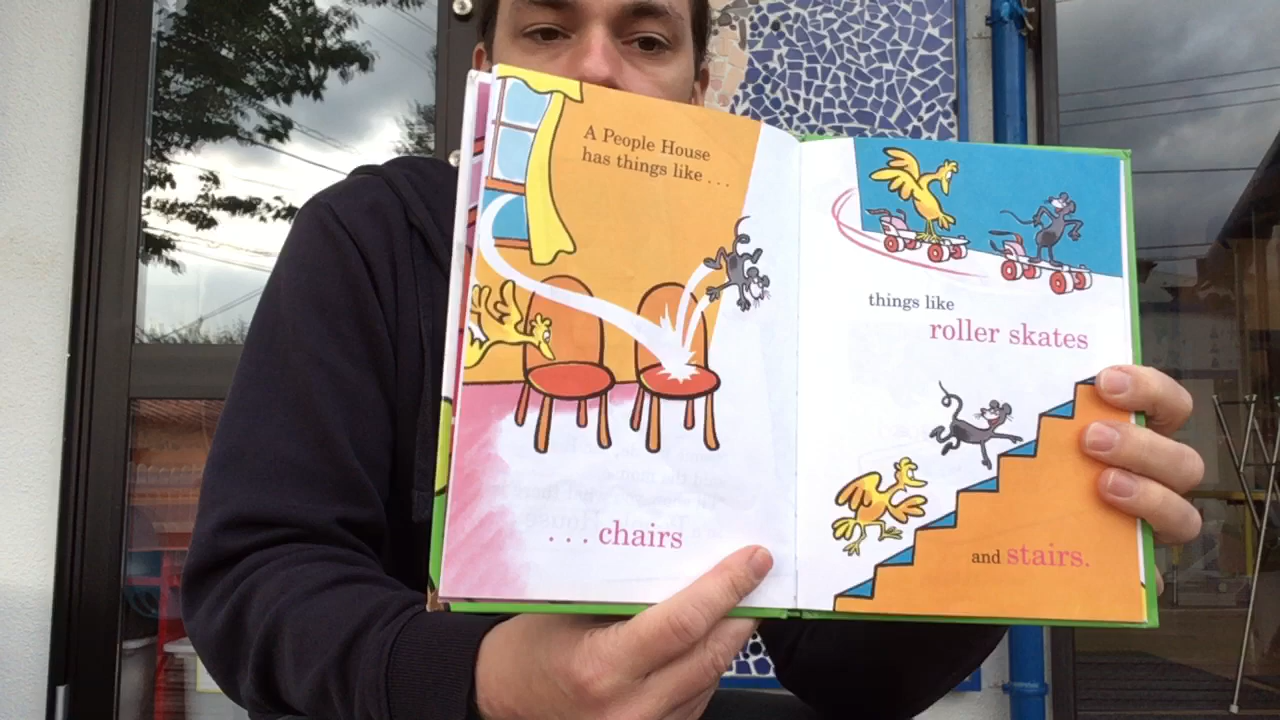 A People House
has things like . . .
. . . chairs
things like
roller skates
and stairs.